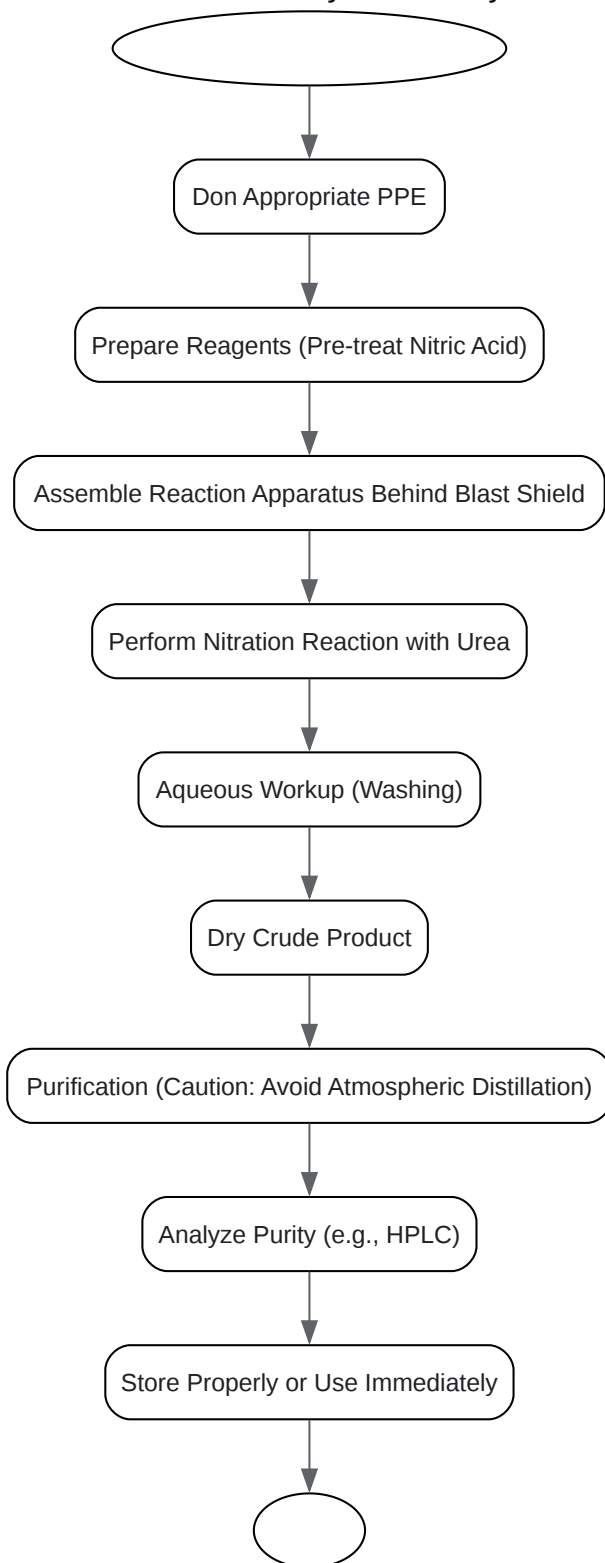 Don Appropriate PPE
Prepare Reagents (Pre-treat Nitric Acid)
Assemble Reaction Apparatus Behind Blast Shield
Perform Nitration Reaction with Urea
Aqueous Workup (Washing)
Dry Crude Product
Purification (Caution: Avoid Atmospheric Distillation)
Analyze Purity (e.g., HPLC)
Store Properly or Use Immediately